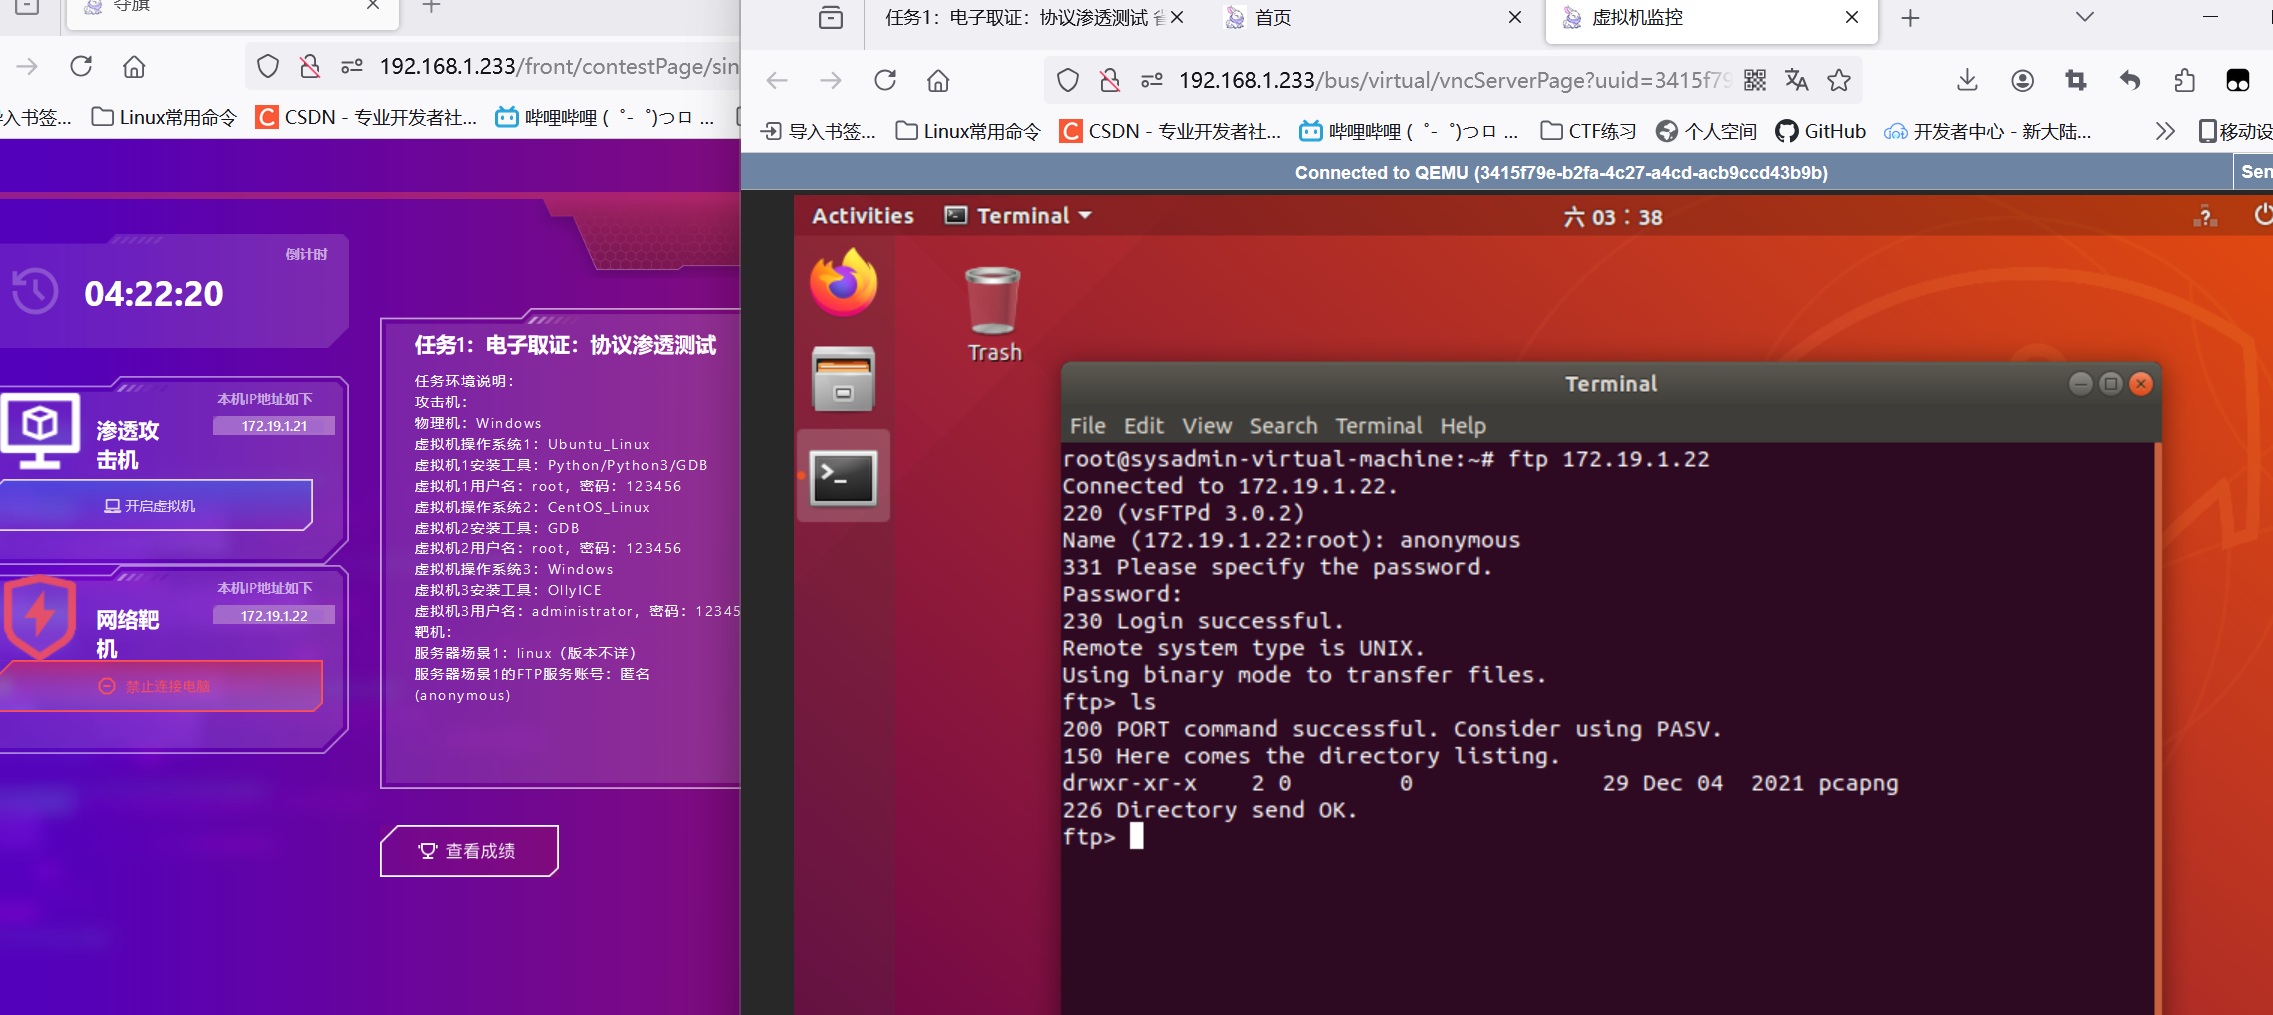 夺旗
192.168.1.233/front/contestPage/sin
导入书签...
Linux常用命令
CSDN - 专业开发者社...
哔哩哔哩 (゜-゜)つロ ...
倒计时
04:22:20
渗透攻
击机
本机IP地址如下
172.19.1.21
开启虚拟机
网络靶
机
本机IP地址如下
172.19.1.22
禁止连接电脑
任务1：电子取证：协议渗透测试
任务环境说明：
攻击机：
物理机：Windows
虚拟机操作系统1：Ubuntu_Linux
虚拟机1安装工具：Python/Python3/GDB
虚拟机1用户名：root，密码：123456
虚拟机操作系统2：CentOS_Linux
虚拟机2安装工具：GDB
虚拟机2用户名：root，密码：123456
虚拟机操作系统3：Windows
虚拟机3安装工具：OllyICE
虚拟机3用户名：administrator，密码：12345
靶机：
服务器场景1：linux（版本不详）
服务器场景1的FTP服务账号：匿名
(anonymous)
查看成绩
任务1：电子取证：协议渗透测试
首页
虚拟机监控
192.168.1.233/bus/virtual/vncServerPage?uuid=3415f79
导入书签...
Linux常用命令
CSDN - 专业开发者社...
哔哩哔哩 (゜-゜)つロ ...
CTF练习
个人空间
GitHub
开发者中心 - 新大陆...
移动设
Connected to QEMU (3415f79e-b2fa-4c27-a4cd-acb9ccd43b9b)
Sen
Activities
Terminal
六 03：38
Trash
Terminal
File Edit View Search Terminal Help
root@sysadmin-virtual-machine:~# ftp 172.19.1.22
Connected to 172.19.1.22.
220 (vsFTPd 3.0.2)
Name (172.19.1.22:root): anonymous
331 Please specify the password.
Password:
230 Login successful.
Remote system type is UNIX.
Using binary mode to transfer files.
ftp> ls
200 PORT command successful. Consider using PASV.
150 Here comes the directory listing.
drwxr-xr-x    2 0        0              29 Dec 04  2021 pcapng
226 Directory send OK.
ftp>